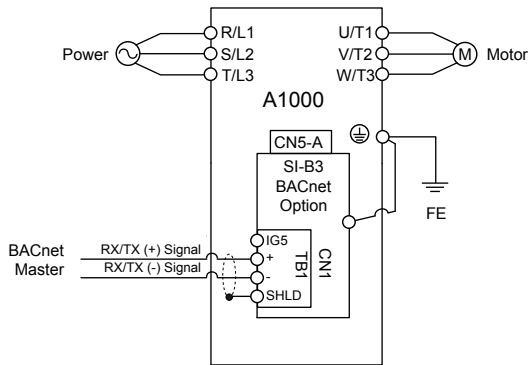 R/L1
U/T1
Power
S/L2
V/T2
M
Motor
T/L3
W/T3
A1000
CN5-A
SI-B3
BACnet
Option
FE
IG5
BACnet
Master
RX/TX (+) Signal
+
RX/TX (-) Signal
-
SHLD
TB1
CN1